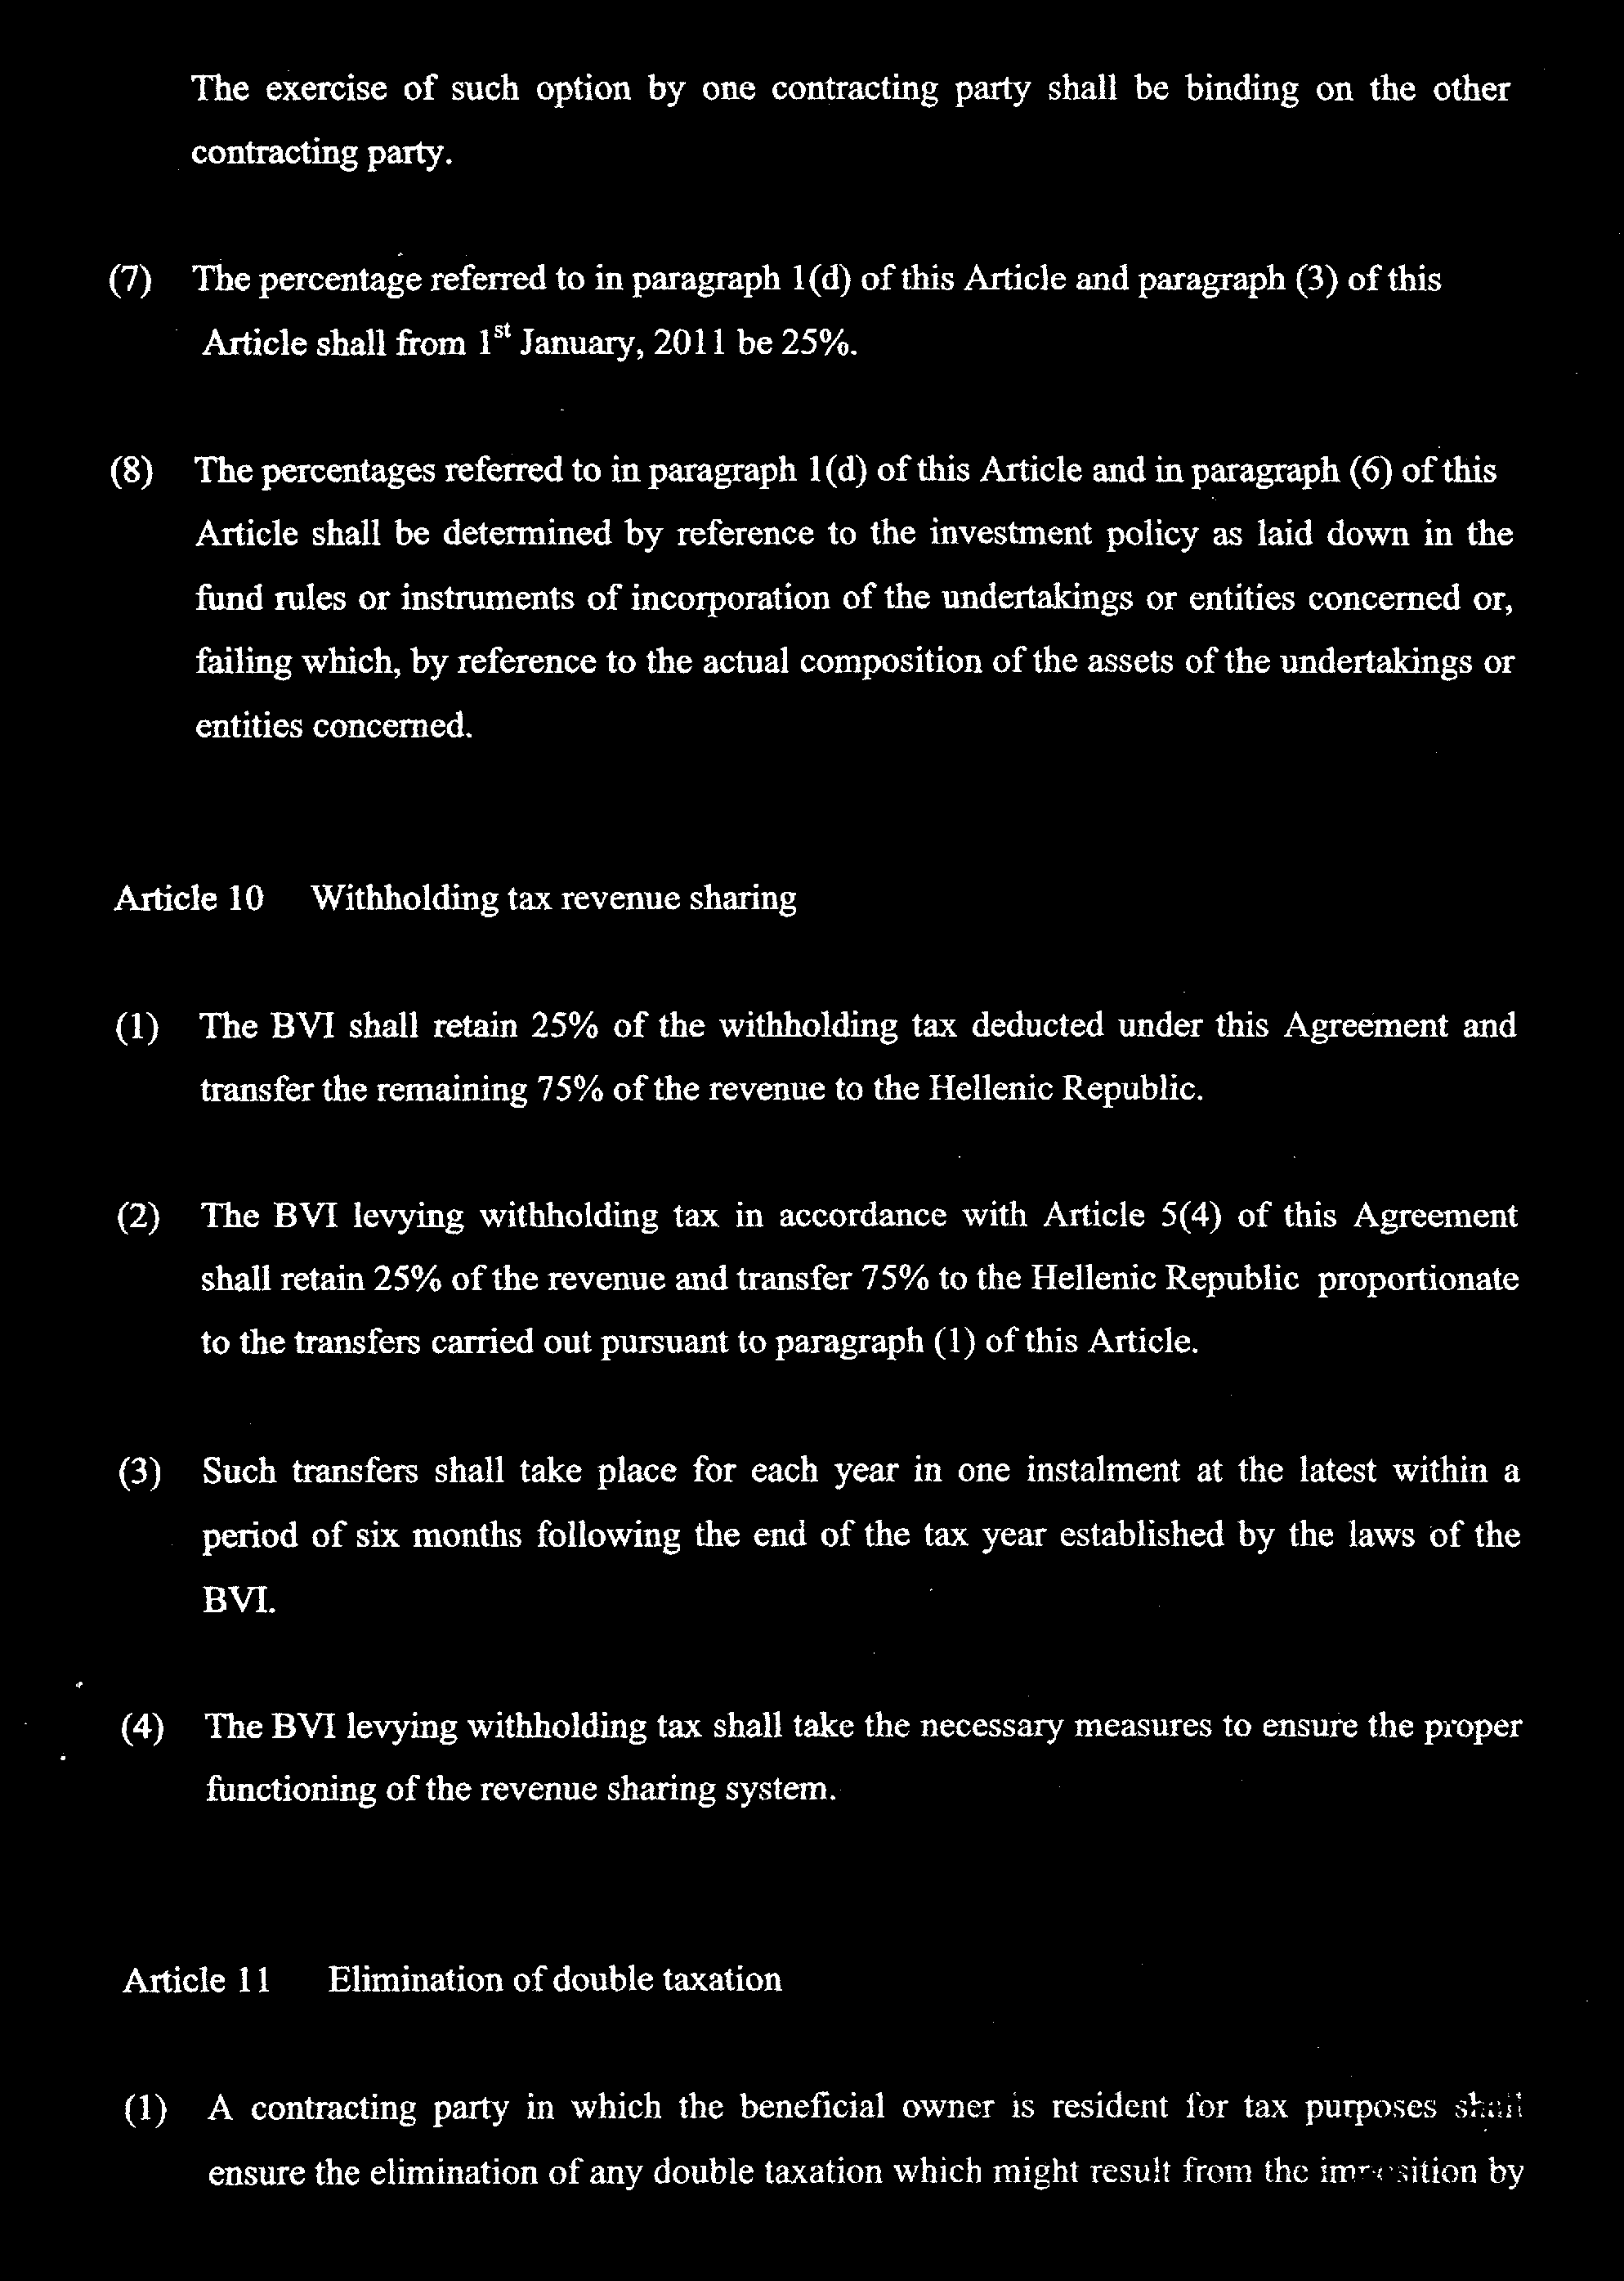 The exercise of such option by one contracting party shall be binding on the other
contracting party.
(7) The percentage referred to in paragraph 1(d) of this Article and paragraph (3) of this
Article shall from 1st January, 2011 be 25%.
(8) The percentages referred to in paragraph 1(d) of this Article and in paragraph (6) of this
Article shall be determined by reference to the investment policy as laid down in the
fund rules or instruments of incorporation of the undertakings or entities concerned or,
failing which, by reference to the actual composition of the assets of the undertakings or
entities concerned.
Article 10 Withholding tax revenue sharing
(1) The BVI shall retain 25% of the withholding tax deducted under this Agreement and
transfer the remaining 75% of the revenue to the Hellenic Republic.
(2) The BVI levying withholding tax in accordance with Article 5(4) of this Agreement
shall retain 25% of the revenue and transfer 75% to the Hellenic Republic proportionate
to the transfers carried out pursuant to paragraph (1) of this Article.
(3) Such transfers shall take place for each year in one instalment at the latest within a
period of six months following the end of the tax year established by the laws of the
BVI.
(4) The BVI levying withholding tax shall take the necessary measures to ensure the proper
functioning of the revenue sharing system.
Article 11 Elimination of double taxation
(1) A contracting party in which the beneficial owner is resident for tax purposes shall
ensure the elimination of any double taxation which might result from the imposition by